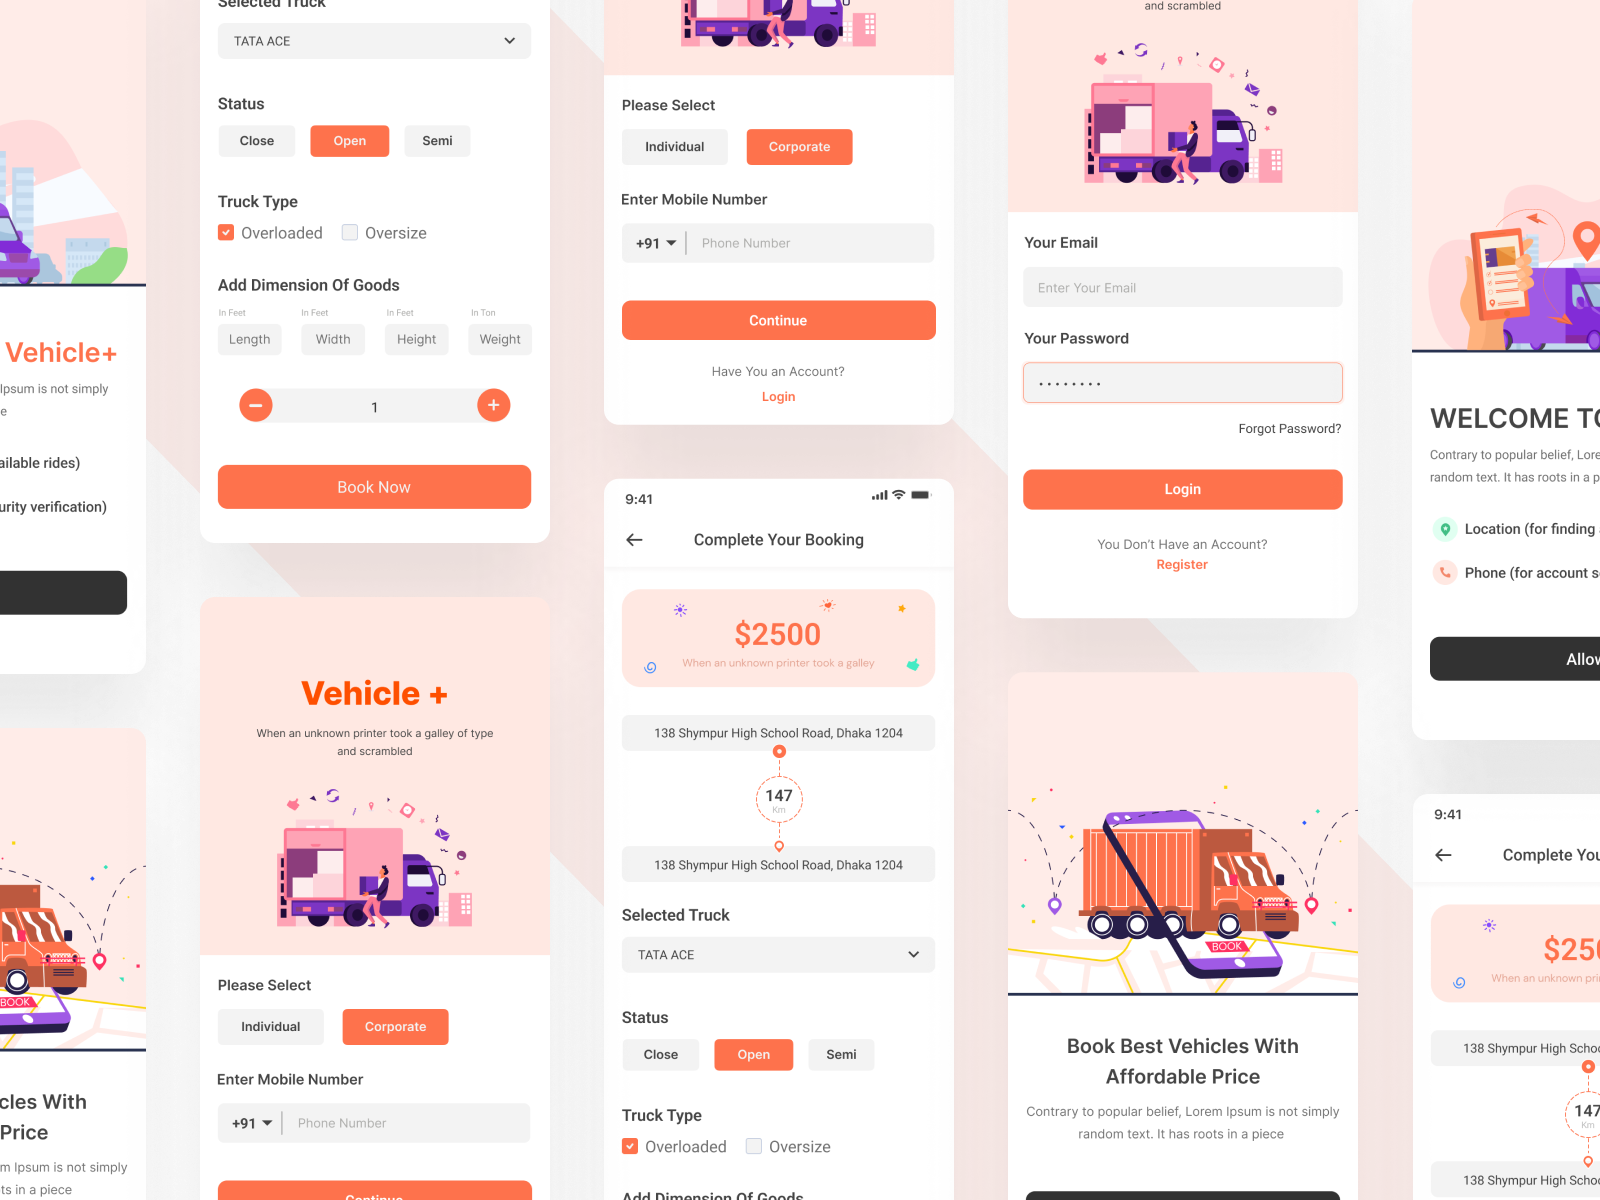 Vehicle+
Ipsum is not simply
e
ailable rides)
urity verification)
BOOK
cles With
Price
m Ipsum is not simply
ts in a piece
Selected Truck
TATA ACE
Status
Close
Open
Semi
Truck Type
Overloaded
Oversize
Add Dimension Of Goods
In Feet
In Feet
In Feet
In Ton
Length
Width
Height
Weight
1
Book Now
Vehicle +
When an unknown printer took a galley of type
and scrambled
Please Select
Individual
Corporate
Enter Mobile Number
+91
Phone Number
Continue
Please Select
Individual
Corporate
Enter Mobile Number
+91
Phone Number
Continue
Have You an Account?
Login
9:41
Complete Your Booking
$2500
When an unknown printer took a galley
138 Shympur High School Road, Dhaka 1204
147
Km
138 Shympur High School Road, Dhaka 1204
Selected Truck
TATA ACE
Status
Close
Open
Semi
Truck Type
Overloaded
Oversize
Add Dimension Of Goods
and scrambled
Your Email
Enter Your Email
Your Password
Forgot Password?
Login
You Don't Have an Account?
Register
BOOK
Book Best Vehicles With
Affordable Price
Contrary to popular belief, Lorem Ipsum is not simply
random text. It has roots in a piece
WELCOME TO
Contrary to popular belief, Lore
random text. It has roots in a p
Location (for finding
Phone (for account s
Allow
9:41
Complete You
$250
When an unknown pri
138 Shympur High Schoo
147
Km
138 Shympur High Schoo